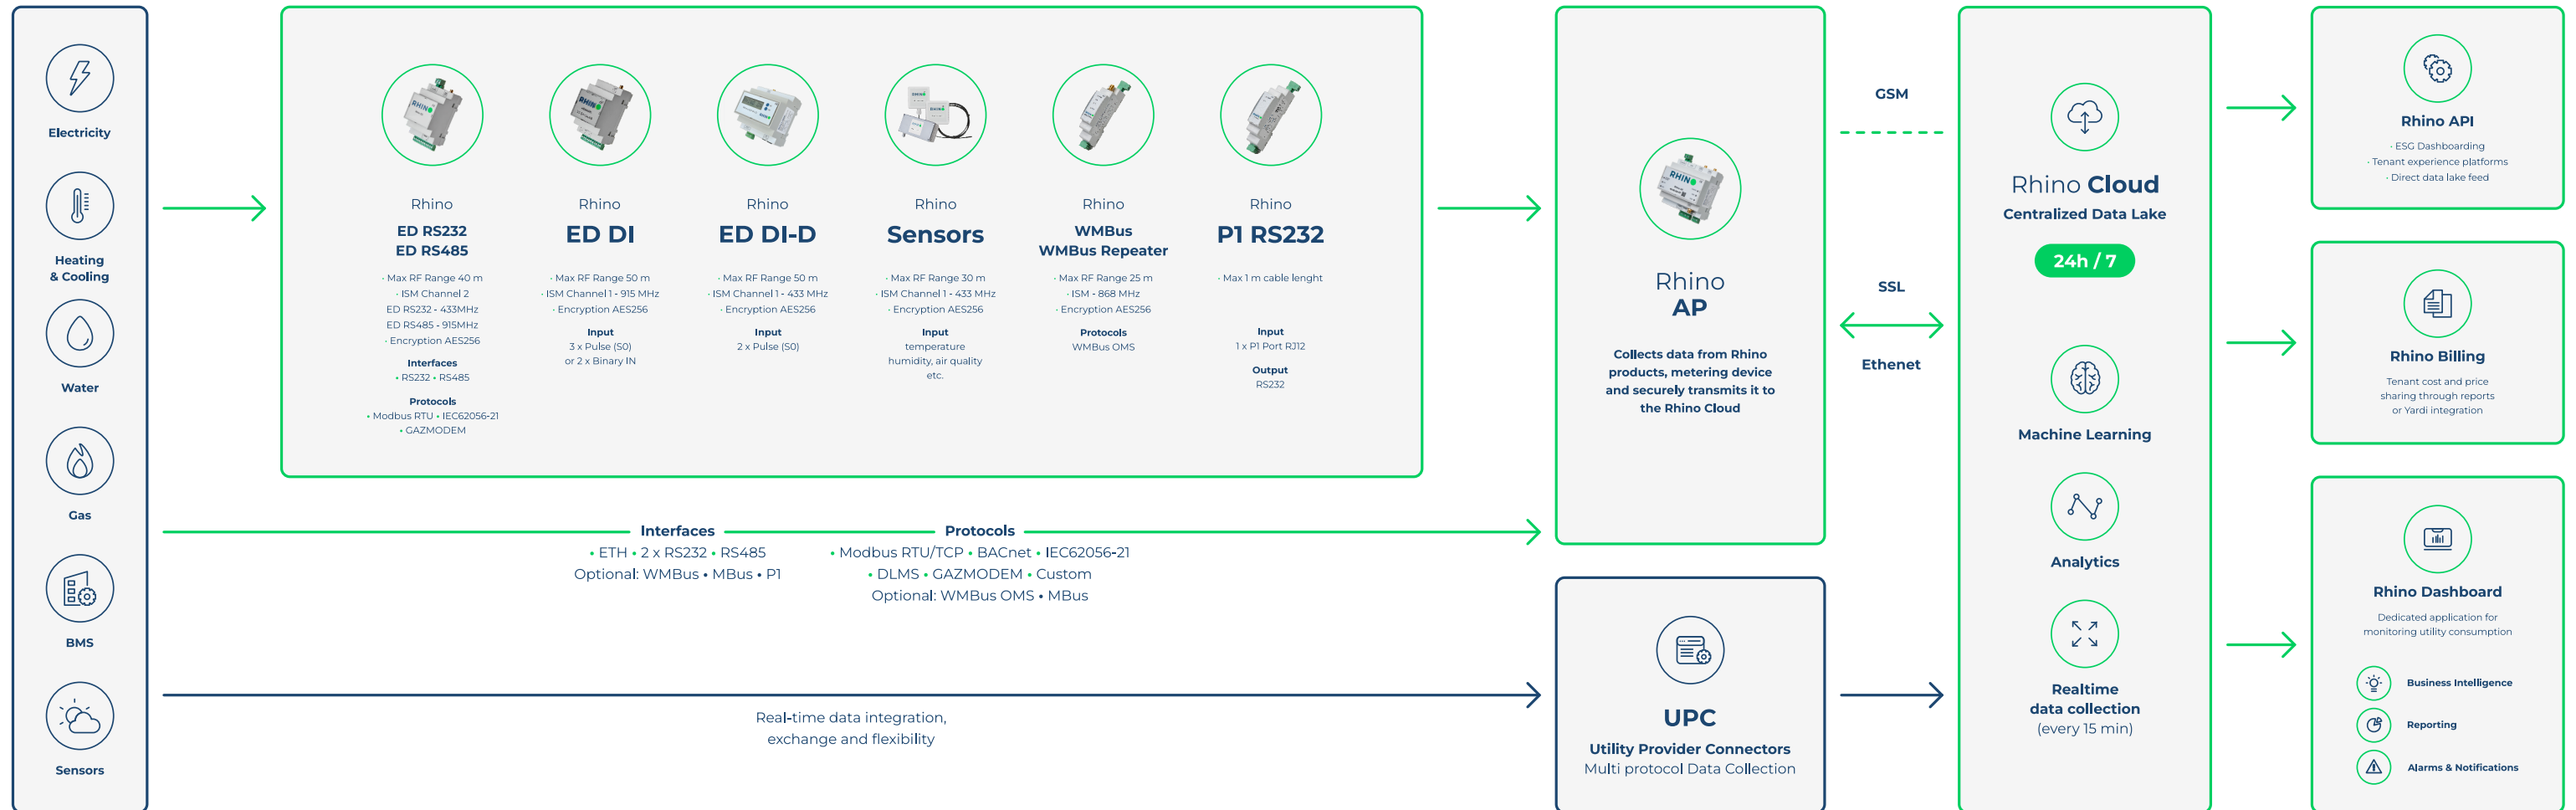 Electricity
Heating
& Cooling
Water
Gas
BMS
Sensors
Rhino
ED RS232
ED RS485
· Max RF Range 40 m
· ISM Channel 2
ED RS232 - 433MHz
ED RS485 - 915MHz
· Encryption AES256
Interfaces
• RS232 • RS485
Protocols
• Modbus RTU • IEC62056-21
• GAZMODEM
Rhino
ED DI
· Max RF Range 50 m
· ISM Channel 1 - 915 MHz
· Encryption AES256
Input
3 x Pulse (S0)
or 2 x Binary IN
Rhino
ED DI-D
· Max RF Range 50 m
· ISM Channel 1 - 433 MHz
· Encryption AES256
Input
2 x Pulse (S0)
Rhino
Sensors
· Max RF Range 30 m
· ISM Channel 1 - 433 MHz
· Encryption AES256
Input
temperature
humidity, air quality
etc.
Rhino
WMBus
WMBus Repeater
· Max RF Range 25 m
· ISM - 868 MHz
· Encryption AES256
Protocols
WMBus OMS
Rhino
P1 RS232
· Max 1 m cable lenght
Input
1 x P1 Port RJ12
Output
RS232
Interfaces
• ETH • 2 x RS232 • RS485
Optional: WMBus • MBus • P1
Protocols
• Modbus RTU/TCP • BACnet • IEC62056-21
• DLMS • GAZMODEM • Custom
Optional: WMBus OMS • MBus
Real-time data integration,
exchange and flexibility
RHINO
Rhino
AP
Collects data from Rhino
products, metering device
and securely transmits it to
the Rhino Cloud
UPC
Utility Provider Connectors
Multi protocol Data Collection
GSM
SSL
Ethenet
Rhino Cloud
Centralized Data Lake
24h / 7
Machine Learning
Analytics
Realtime
data collection
(every 15 min)
Rhino API
· ESG Dashboarding
· Tenant experience platforms
· Direct data lake feed
Rhino Billing
Tenant cost and price
sharing through reports
or Yardi integration
Rhino Dashboard
Dedicated application for
monitoring utility consumption
Business Intelligence
Reporting
Alarms & Notifications